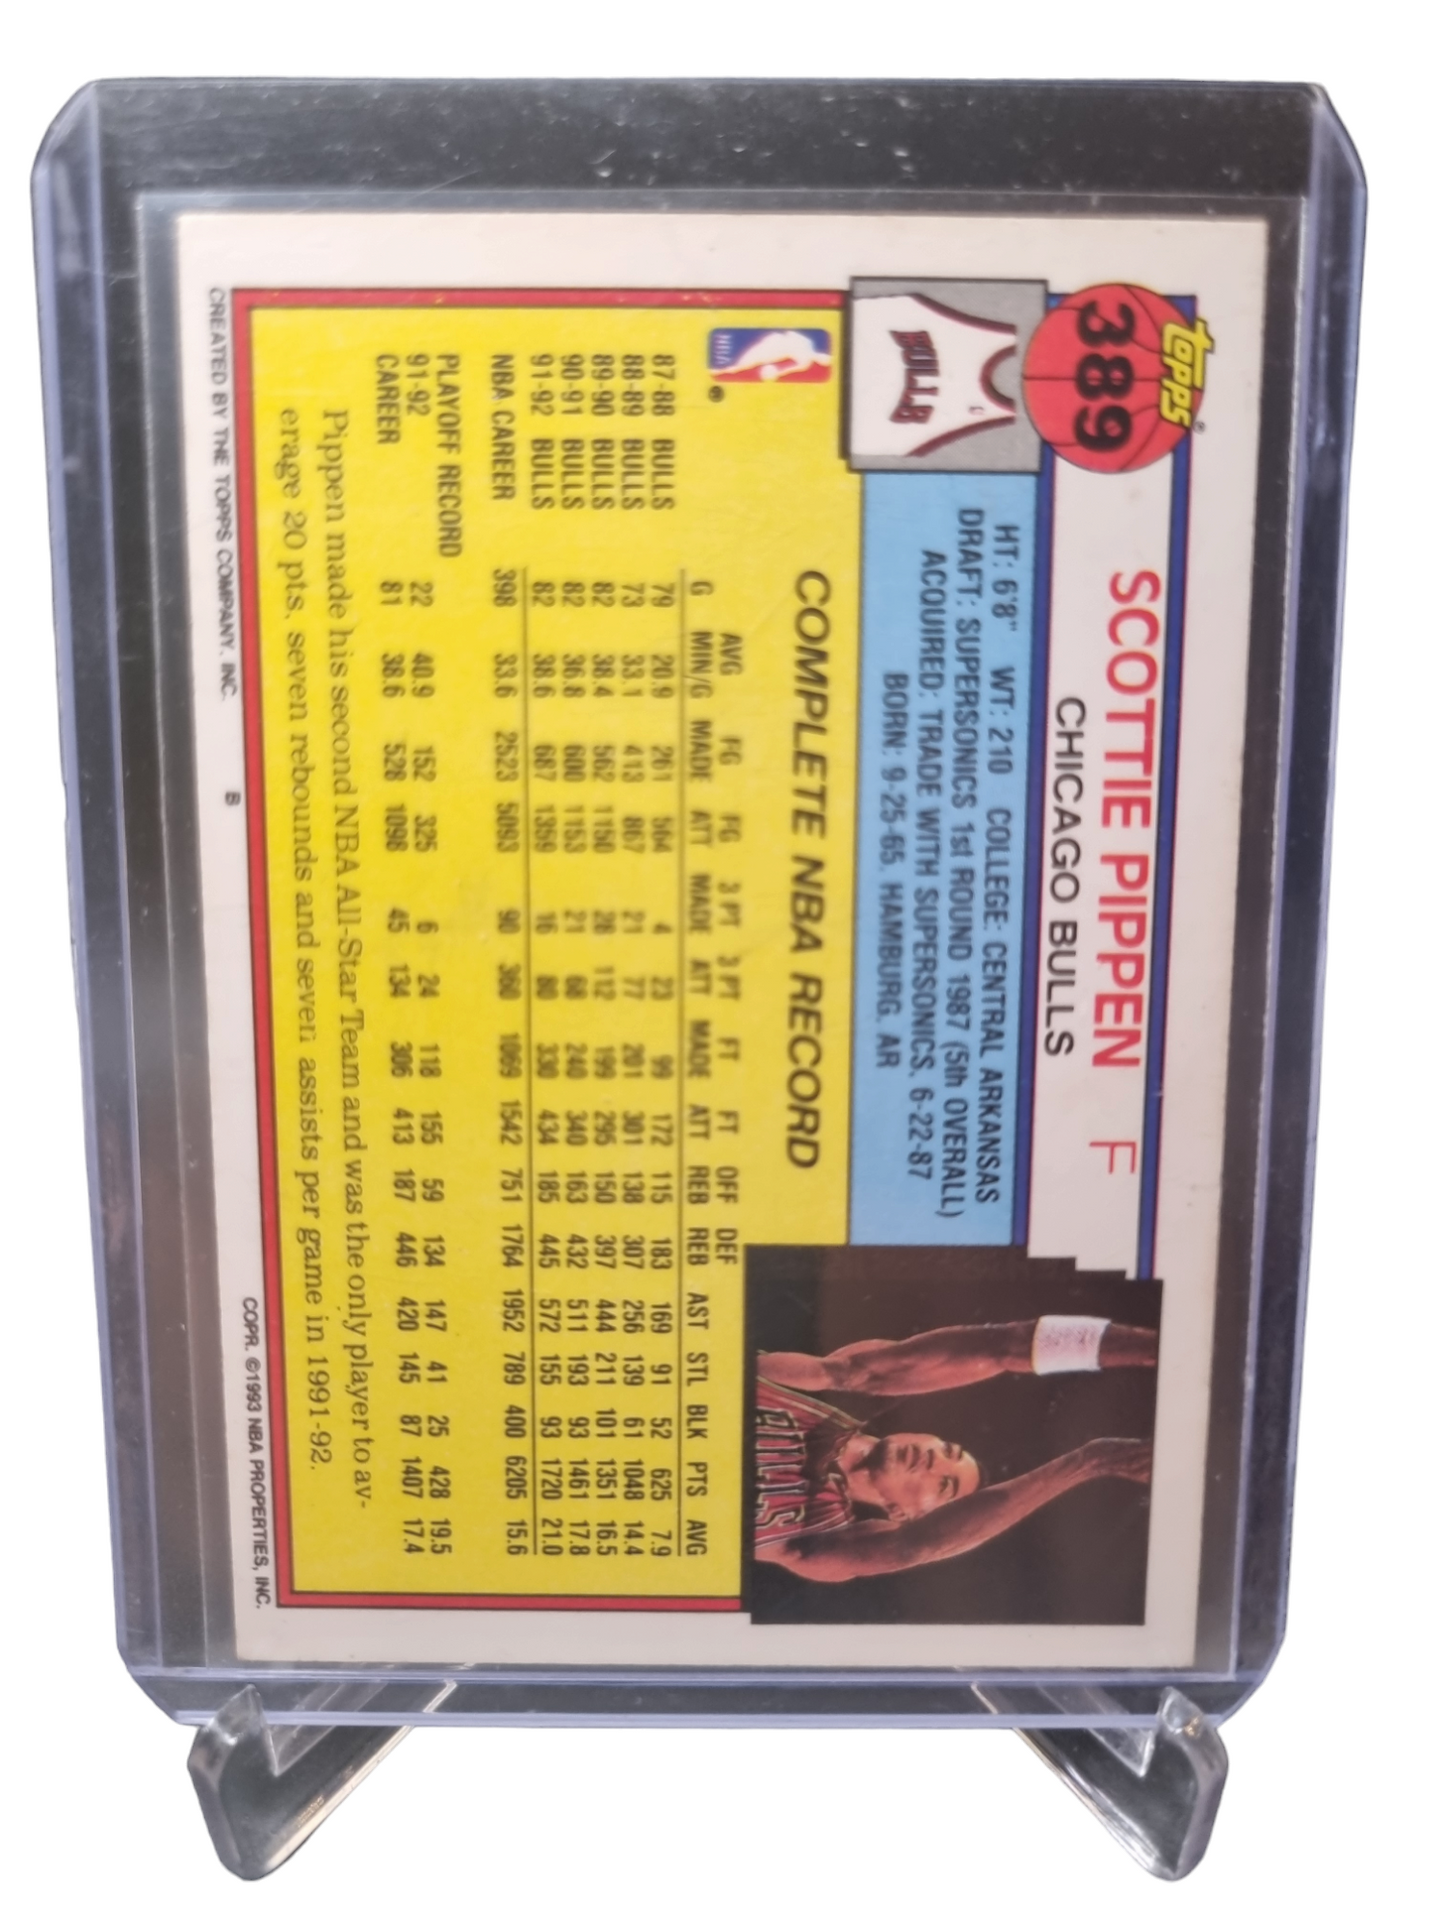 topps
389
SCOTTIE PIPPEN F
CHICAGO BULLS
BULLS
HT: 6'8" WT: 210 COLLEGE: CENTRAL ARKANSAS
DRAFT: SUPERSONICS 1st ROUND 1987 (5th OVERALL)
ACQUIRED: TRADE WITH SUPERSONICS, 6-22-87
BORN: 9-25-65, HAMBURG, AR
BULLS
NBA
COMPLETE NBA RECORD
AVG FG FG 3 PT 3 PT FT FT OFF DEF
G MIN/G MADE ATT MADE ATT MADE ATT REB REB AST STL BLK PTS AVG
87-88 BULLS 79 20.9 261 564 4 23 99 172 115 183 169 91 52 625 7.9
88-89 BULLS 73 33.1 413 867 21 77 201 301 138 307 256 139 61 1048 14.4
89-90 BULLS 82 38.4 562 1150 28 112 199 295 150 397 444 211 101 1351 16.5
90-91 BULLS 82 36.8 600 1153 21 68 240 340 163 432 511 193 93 1461 17.8
91-92 BULLS 82 38.6 687 1359 16 80 330 434 185 445 572 155 93 1720 21.0
NBA CAREER 398 33.6 2523 5093 90 360 1069 1542 751 1764 1952 789 400 6205 15.6
PLAYOFF RECORD
91-92 22 40.9 152 325 6 24 118 155 59 134 147 41 25 428 19.5
CAREER 81 38.6 528 1098 45 134 306 413 187 446 420 145 87 1407 17.4
Pippen made his second NBA All-Star Team and was the only player to av-
erage 20 pts. seven rebounds and seven assists per game in 1991-92.
CREATED BY THE TOPPS COMPANY, INC. B COPR. ©1993 NBA PROPERTIES, INC.